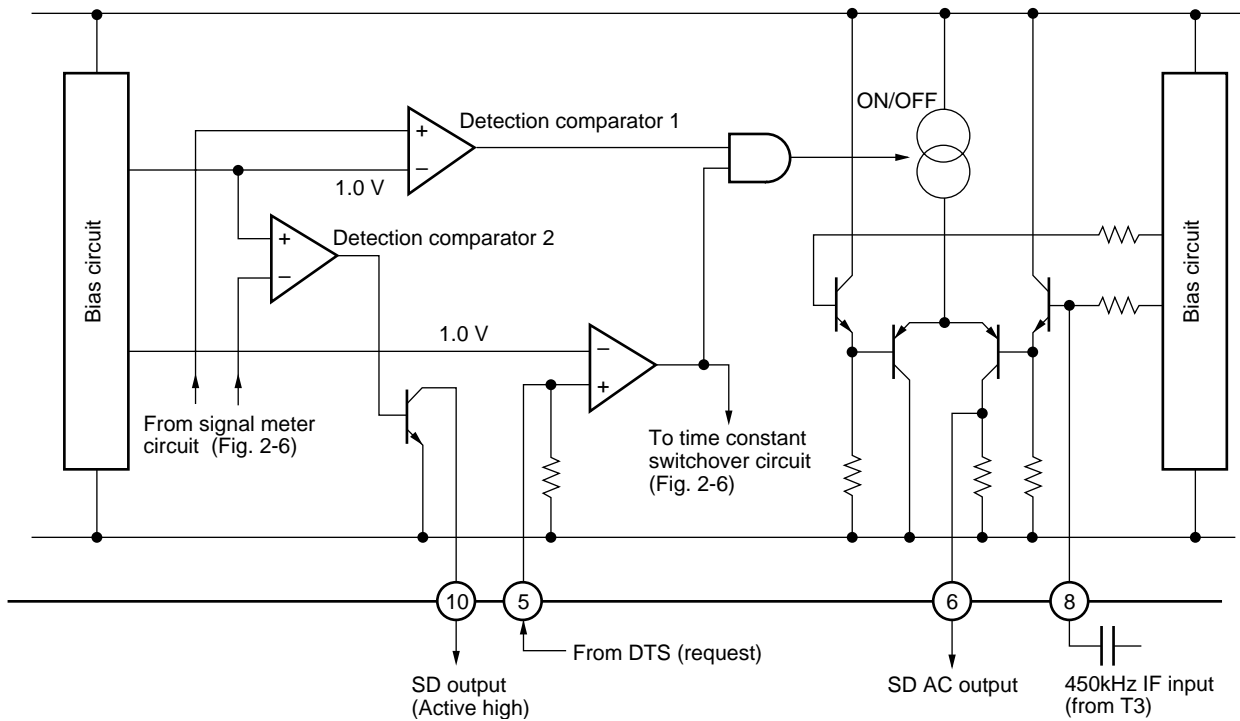 ON/OFF
Detection comparator 1
+
−
1.0 V
Bias circuit
Bias circuit
+
−
Detection comparator 2
1.0 V
−
+
From signal meter
circuit (Fig. 2-6)
To time constant
switchover circuit
(Fig. 2-6)
10
5
6
8
From DTS (request)
SD output
(Active high)
SD AC output
450kHz IF input
(from T3)